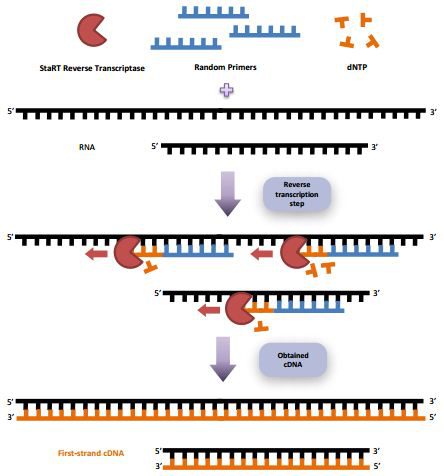 StaRT Reverse Transcriptase
Random Primers
dNTP
5’ 3’
RNA
5’ 3’
Reverse
transcription
step
5’ 3’
5’ 3’
Obtained
cDNA
5’ 3’
3’ 5’
First-strand cDNA
5’ 3’
3’ 5’